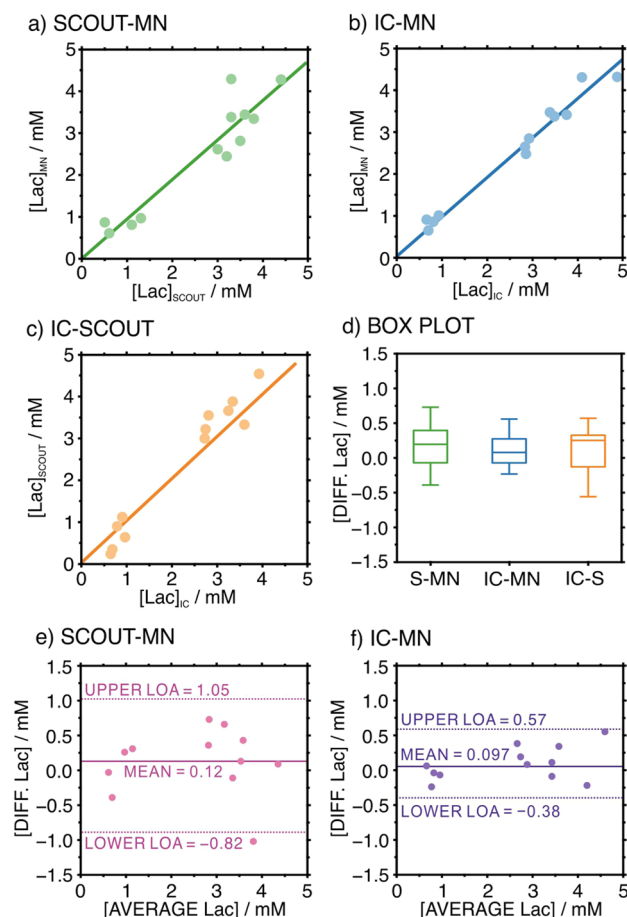 a) SCOUT-MN
5
4
3
2
1
0
[Lac]MN / mM
0 1 2 3 4 5
[Lac]SCOUT / mM
b) IC-MN
5
4
3
2
1
0
[Lac]MN / mM
0 1 2 3 4 5
[Lac]IC / mM
c) IC-SCOUT
5
4
3
2
1
0
[Lac]SCOUT / mM
0 1 2 3 4 5
[Lac]IC / mM
d) BOX PLOT
1.5
1.0
0.5
0.0
−0.5
−1.0
−1.5
[DIFF. Lac] / mM
S-MN IC-MN IC-S
e) SCOUT-MN
1.5
1.0
0.5
0.0
−0.5
−1.0
−1.5
[DIFF. Lac] / mM
UPPER LOA = 1.05
MEAN = 0.12
LOWER LOA = −0.82
0 1 2 3 4 5
[AVERAGE Lac] / mM
f) IC-MN
1.5
1.0
0.5
0.0
−0.5
−1.0
−1.5
[DIFF. Lac] / mM
UPPER LOA = 0.57
MEAN = 0.097
LOWER LOA = −0.38
0 1 2 3 4 5
[AVERAGE Lac] / mM